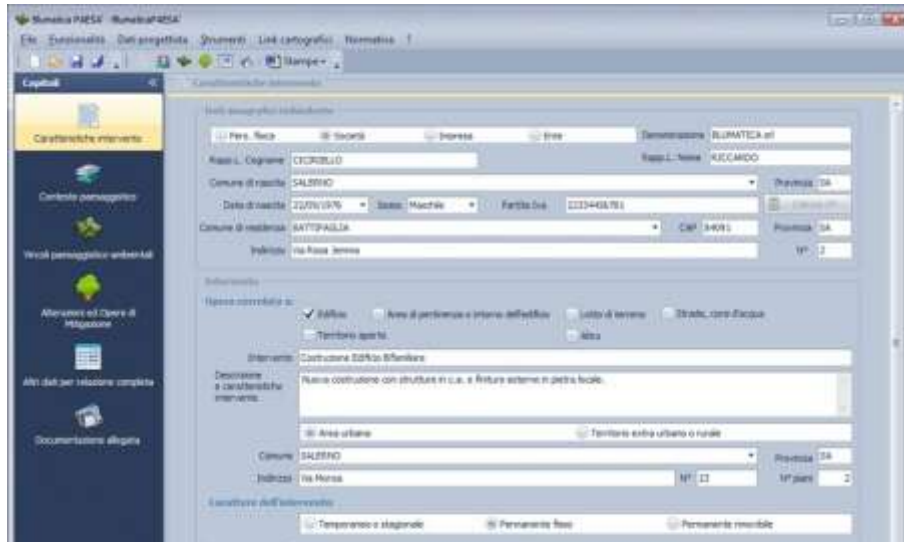 Blumatica PAESA' - BlumaticaPAESA'
File Funzionalità Dati progettista Strumenti Link cartografici Normativa ?
Stampe
Capitoli
Caratteristiche intervento
Caratteristiche intervento
Contesto paesaggistico
Vincoli paesaggistico ambientali
Alterazioni ed Opere di
Mitigazione
Altri dati per relazione completa
Documentazione allegata
Dati anagrafici richiedente
Pers. fisica Società Impresa Ente Denominazione BLUMATICA srl
Rapp.L. Cognome Rapp.L. Nome RICCARDO
Comune di nascita SALERNO Provincia SA
Data di nascita Sesso Maschile Partita Iva
Comune di residenza BATTIPAGLIA CAP 84091 Provincia SA
Indirizzo Via Rosa Jemma N° 2
Intervento
Opera correlata a:
Edificio Area di pertinenza o intorno dell'edificio Lotto di terreno Strade, corsi d'acqua
Territorio aperto Altro
Intervento Costruzione Edificio Bifamiliare
Descrizione
e caratteristiche
intervento
Nuova costruzione con strutture in c.a. e finiture esterne in pietra locale.
Area urbana Territorio extra urbano o rurale
Comune SALERNO Provincia SA
Indirizzo Via Monsa N° 23 N° piani 2
Carattere dell'intervento
Temporaneo o stagionale Permanente fisso Permanente rimovibile